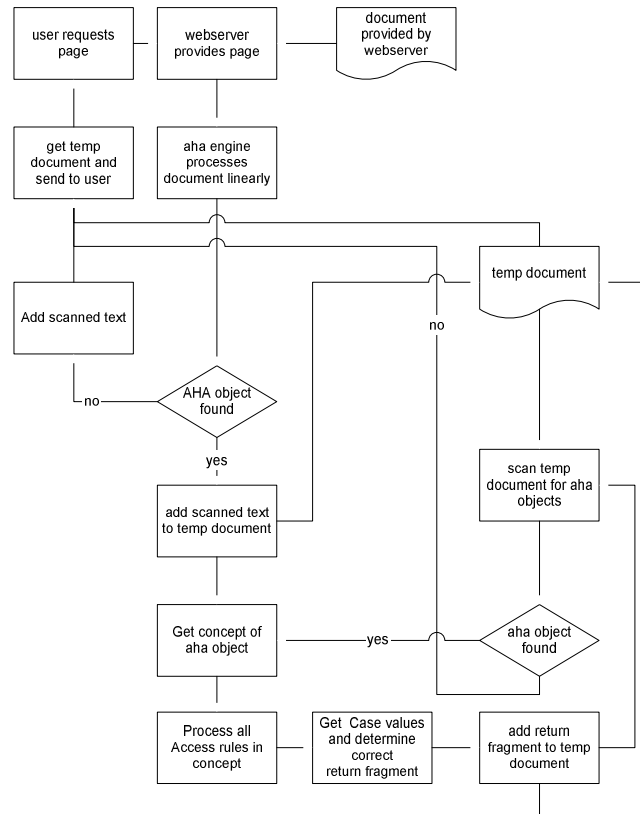 user requests
page
webserver
provides page
document
provided by
webserver
get temp
document and
send to user
aha engine
processes
document linearly
temp document
Add scanned text
no
AHA object
found
no
yes
add scanned text
to temp document
scan temp
document for aha
objects
Get concept of
aha object
yes
aha object
found
Process all
Access rules in
concept
Get  Case values
and determine
correct
return fragment
add return
fragment to temp
document